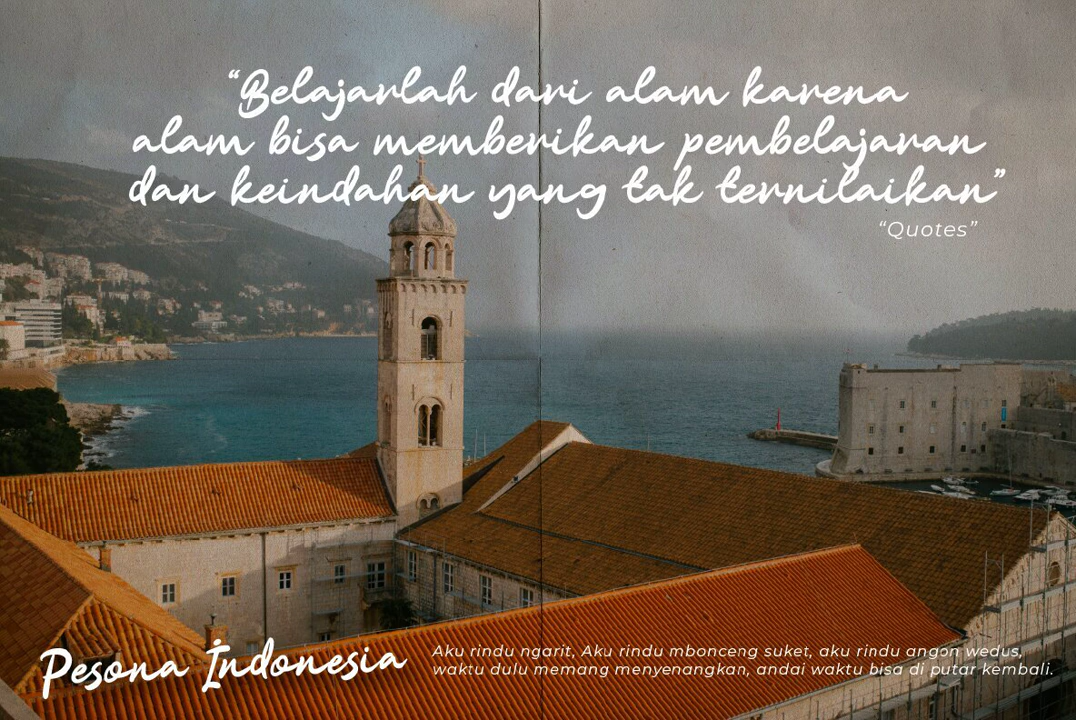 “Belajarlah dari alam karena
alam bisa memberikan pembelajaran
dan keindahan yang tak ternilaikan”
“Quotes”
Pesona Indonesia
Aku rindu ngarit, Aku rindu mbonceng suket, aku rindu angon wedus,
waktu dulu memang menyenangkan, andai waktu bisa di putar kembali.